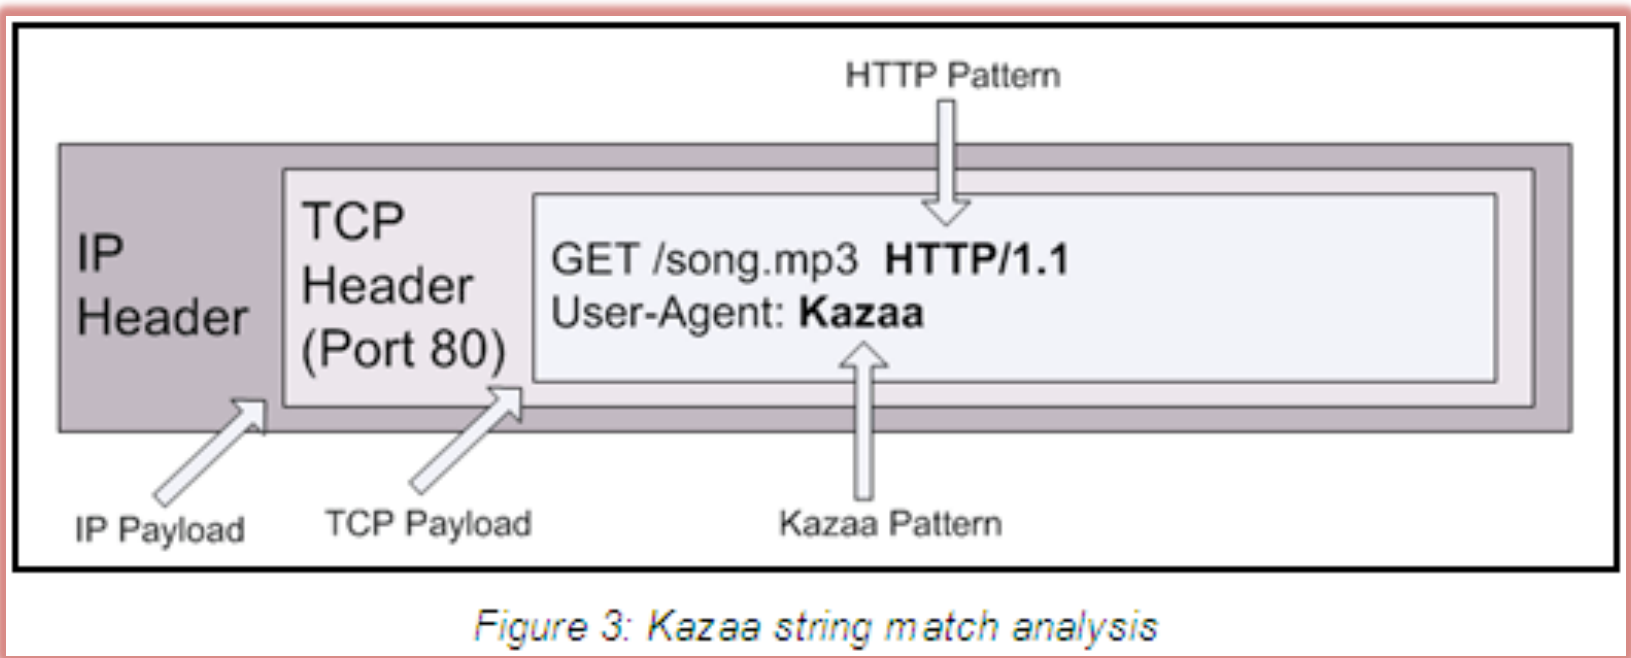 HTTP Pattern
IP
Header
TCP
Header
(Port 80)
GET /song.mp3 HTTP/1.1
User-Agent: Kazaa
IP Payload
TCP Payload
Kazaa Pattern
Figure 3: Kazaa string match analysis